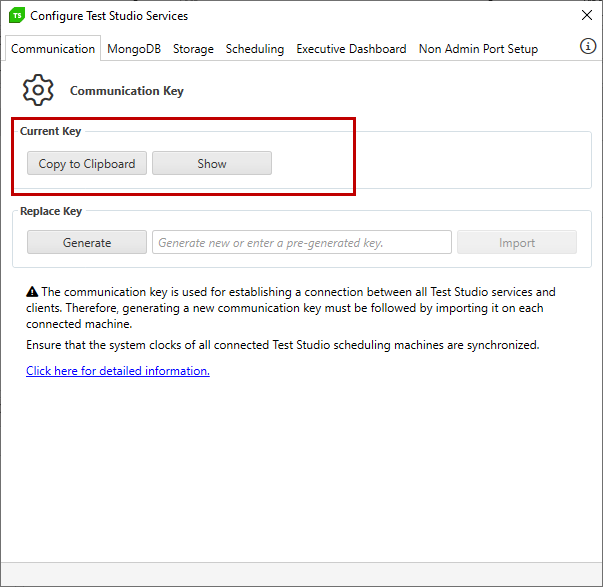 TS Configure Test Studio Services
Communication MongoDB Storage Scheduling Executive Dashboard Non Admin Port Setup
Communication Key
Current Key
Copy to Clipboard Show
Replace Key
Generate Generate new or enter a pre-generated key. Import
The communication key is used for establishing a connection between all Test Studio services and
clients. Therefore, generating a new communication key must be followed by importing it on each
connected machine.
Ensure that the system clocks of all connected Test Studio scheduling machines are synchronized.
Click here for detailed information.